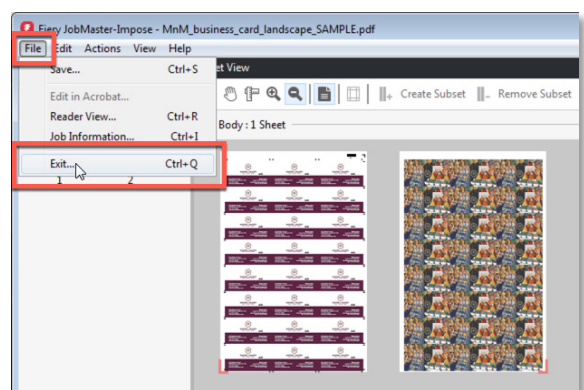 Fiery JobMaster-Impose - MnM_business_card_landscape_SAMPLE.pdf
File Edit Actions View Help
Save... Ctrl+S
et View
Edit in Acrobat...
Create Subset
Remove Subset
Reader View... Ctrl+R
Job Information... Ctrl+I
Body : 1 Sheet
Exit... Ctrl+Q
1 2